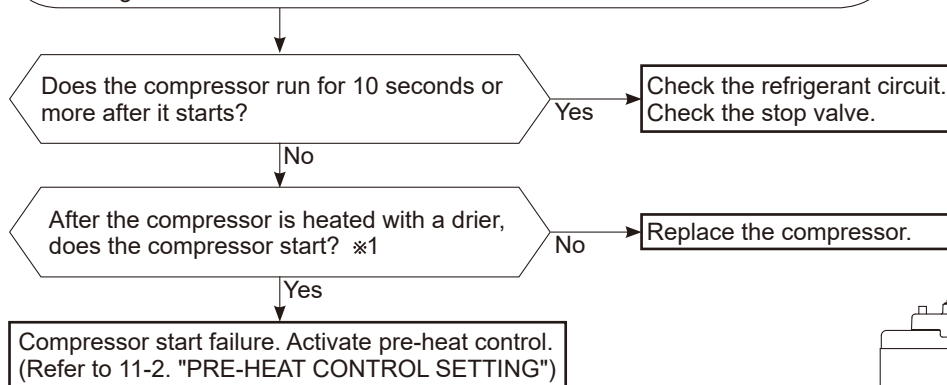 Does the compressor run for 10 seconds or
more after it starts?
Yes
Check the refrigerant circuit.
Check the stop valve.
No
After the compressor is heated with a drier,
does the compressor start? ※1
No
Replace the compressor.
Yes
Compressor start failure. Activate pre-heat control.
(Refer to 11-2. "PRE-HEAT CONTROL SETTING")